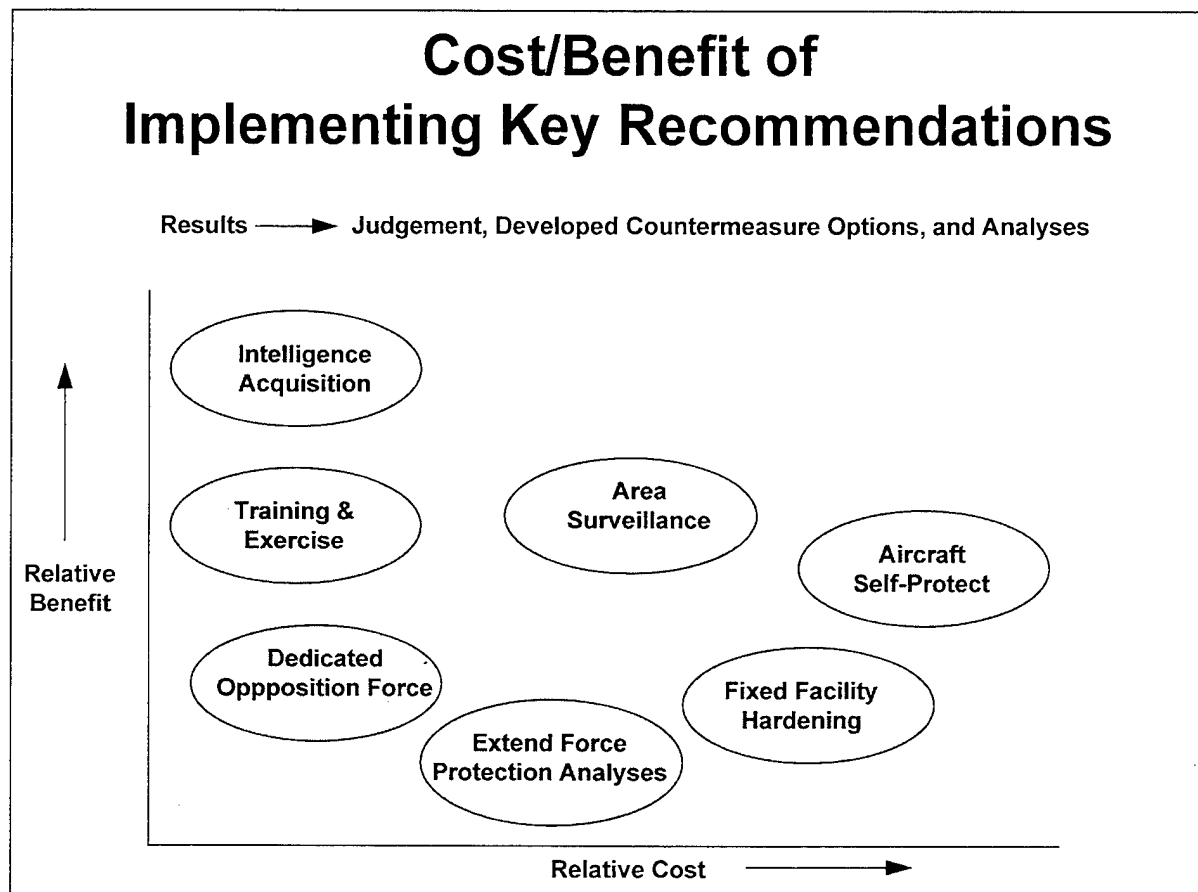 Cost/Benefit of
Implementing Key Recommendations
Results Judgement, Developed Countermeasure Options, and Analyses
Intelligence
Acquisition
Training &
Exercise
Area
Surveillance
Aircraft
Self-Protect
Relative
Benefit
Dedicated
Oppposition Force
Fixed Facility
Hardening
Extend Force
Protection Analyses
Relative Cost